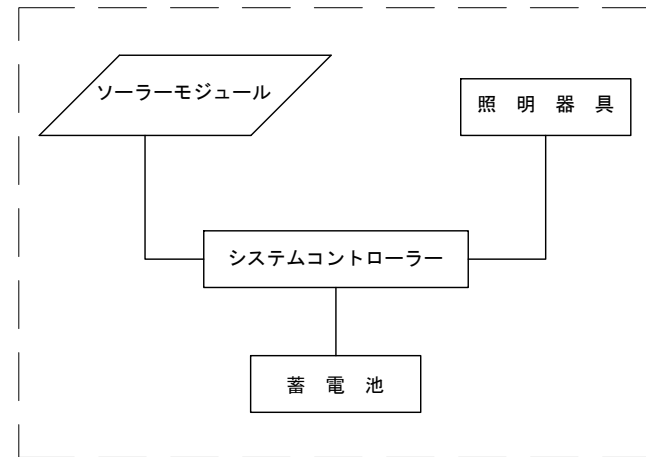 ソーラーモジュール
照 明 器 具
システムコントローラー
蓄 電 池